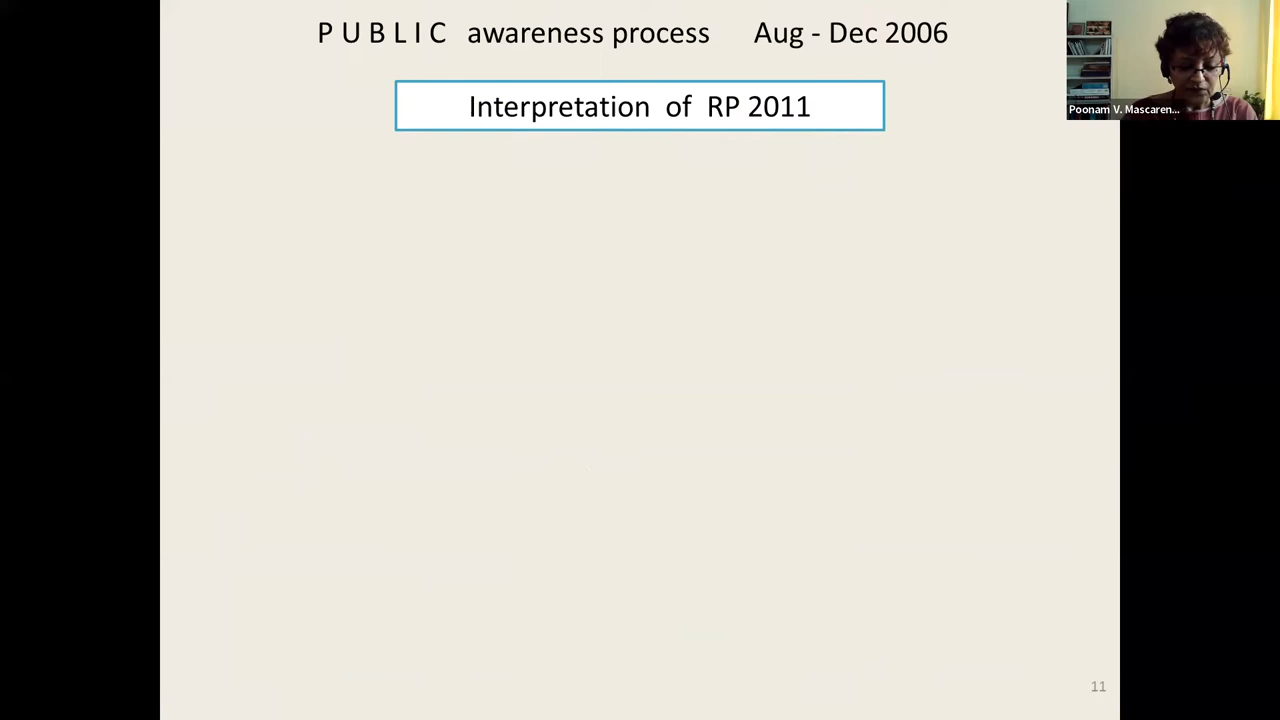 P U B L I C awareness process Aug - Dec 2006
Interpretation of RP 2011
Poonam V. Mascaren...
11